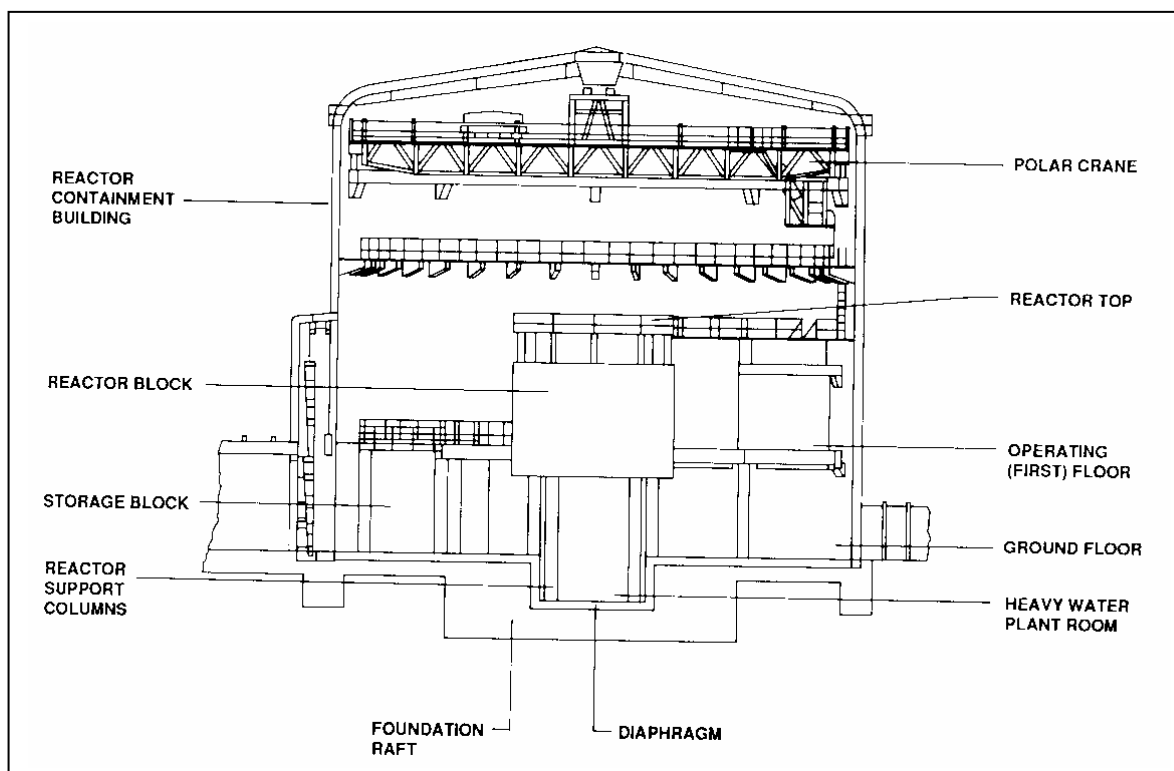 REACTOR
CONTAINMENT
BUILDING
POLAR CRANE
REACTOR TOP
REACTOR BLOCK
OPERATING
(FIRST) FLOOR
STORAGE BLOCK
GROUND FLOOR
REACTOR
SUPPORT
COLUMNS
HEAVY WATER
PLANT ROOM
FOUNDATION
RAFT
DIAPHRAGM